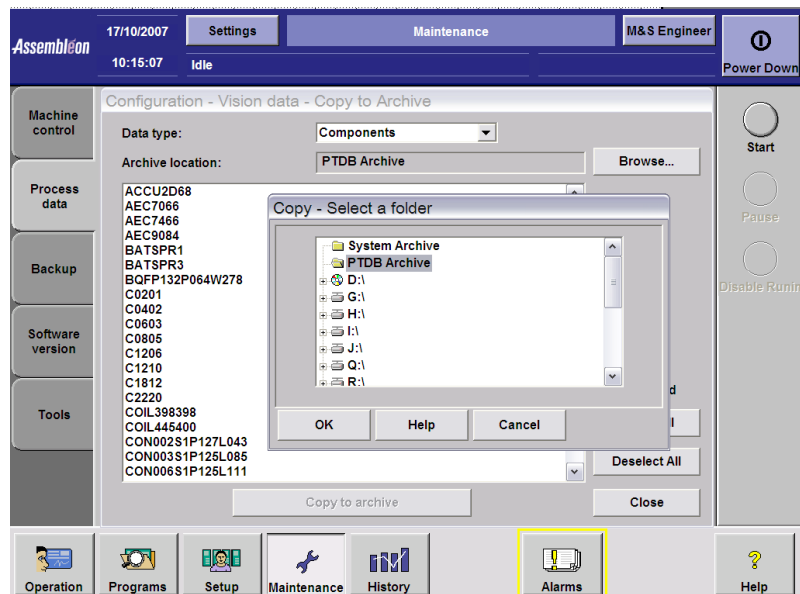 Assembléon
17/10/2007
Settings
Maintenance
M&S Engineer
Power Down
10:15:07
Idle
Machine
control
Process
data
Backup
Software
version
Tools
Configuration - Vision data - Copy to Archive
Data type:
Components
Archive location:
PTDB Archive
Browse...
ACCU2D68
AEC7066
AEC7466
AEC9084
BATSPR1
BATSPR3
BQFP132P064W278
C0201
C0402
C0603
C0805
C1206
C1210
C1812
C2220
COIL398398
COIL445400
CON002S1P127L043
CON003S1P125L085
CON006S1P125L111
Copy - Select a folder
System Archive
PTDB Archive
D:\
G:\
H:\
I:\
J:\
Q:\
R:\
OK
Help
Cancel
d
l
Deselect All
Copy to archive
Close
Start
Pause
Disable Runin
Operation
Programs
Setup
Maintenance
History
Alarms
Help